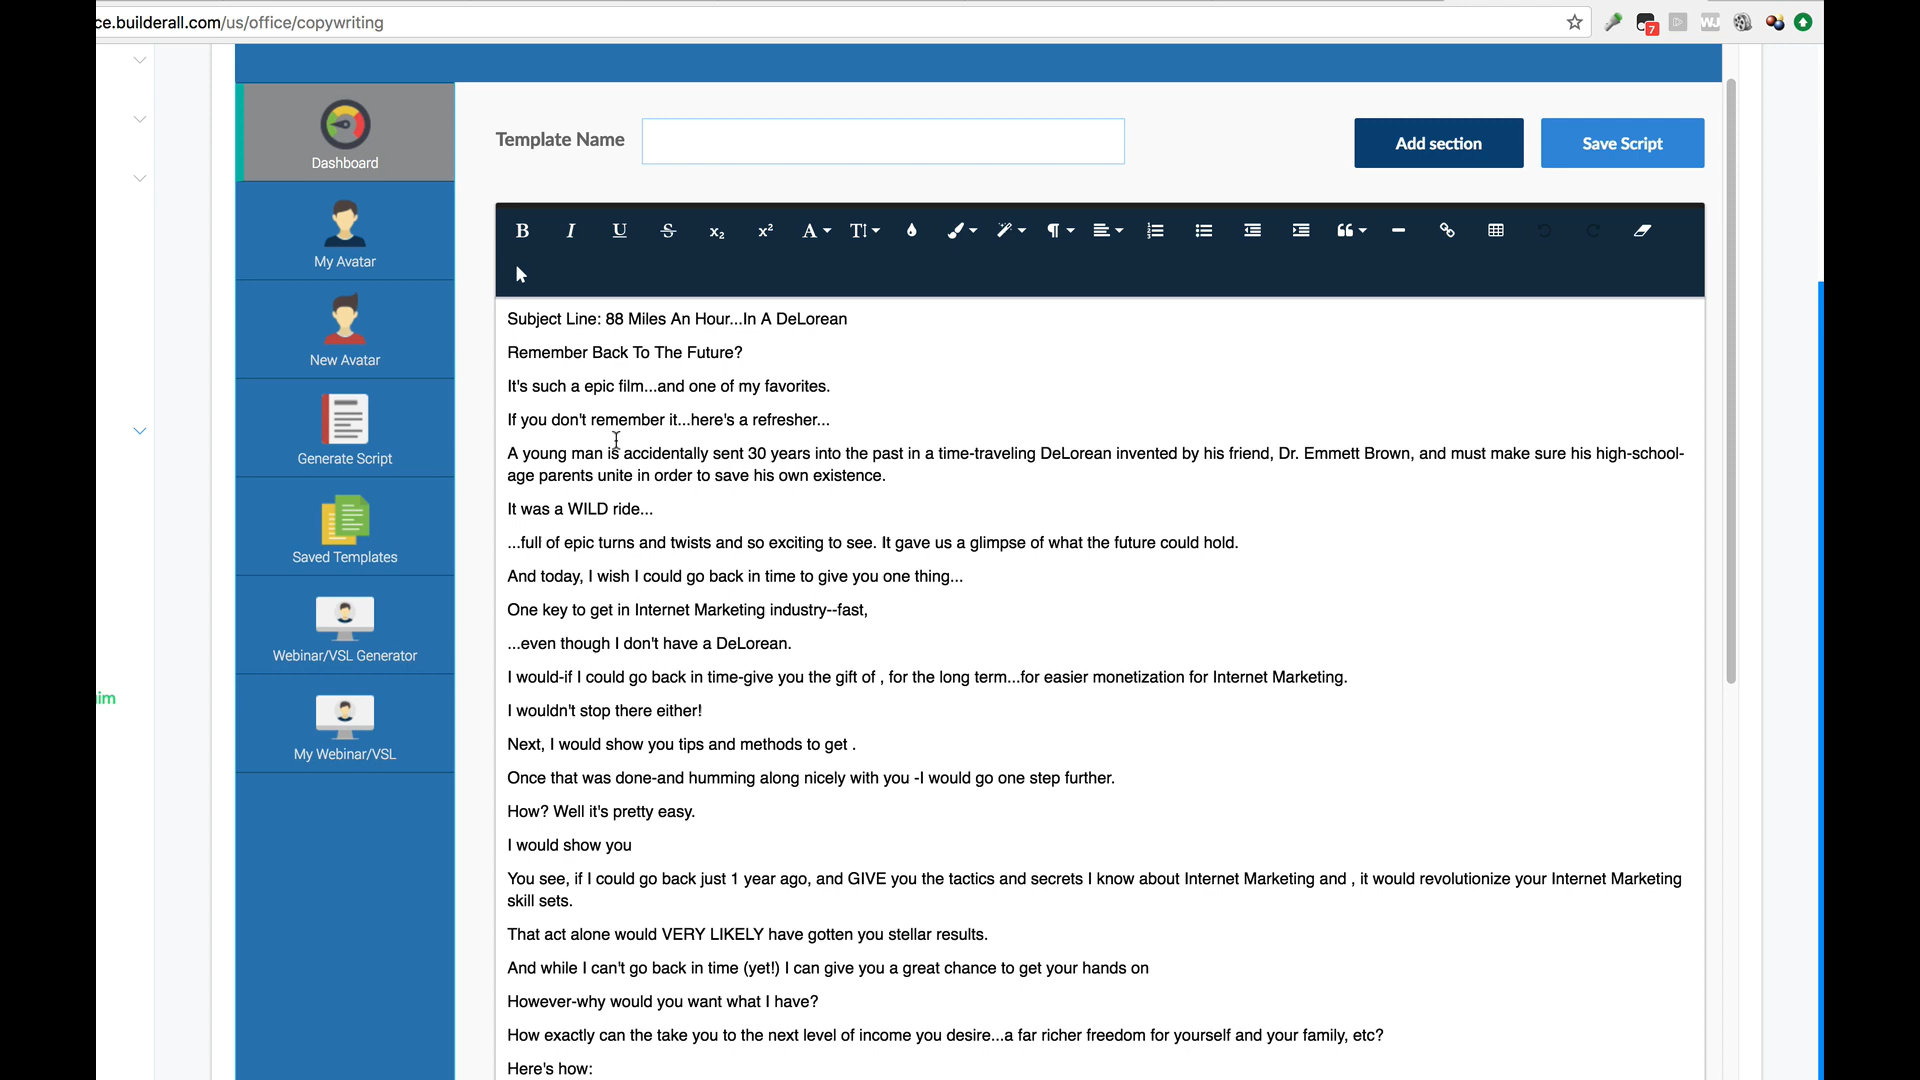 ce.builderall.com/us/office/copywriting
7
WJ
Dashboard
My Avatar
New Avatar
Generate Script
Saved Templates
Webinar/VSL Generator
My Webinar/VSL
im
Template Name
Add section
Save Script
Subject Line: 88 Miles An Hour...In A DeLorean
Remember Back To The Future?
It's such a epic film...and one of my favorites.
If you don't remember it...here's a refresher...
A young man is accidentally sent 30 years into the past in a time-traveling DeLorean invented by his friend, Dr. Emmett Brown, and must make sure his high-school-
age parents unite in order to save his own existence.
It was a WILD ride...
...full of epic turns and twists and so exciting to see. It gave us a glimpse of what the future could hold.
And today, I wish I could go back in time to give you one thing...
One key to get in Internet Marketing industry--fast,
...even though I don't have a DeLorean.
I would-if I could go back in time-give you the gift of , for the long term...for easier monetization for Internet Marketing.
I wouldn't stop there either!
Next, I would show you tips and methods to get .
Once that was done-and humming along nicely with you -I would go one step further.
How? Well it's pretty easy.
I would show you
You see, if I could go back just 1 year ago, and GIVE you the tactics and secrets I know about Internet Marketing and , it would revolutionize your Internet Marketing
skill sets.
That act alone would VERY LIKELY have gotten you stellar results.
And while I can't go back in time (yet!) I can give you a great chance to get your hands on
However-why would you want what I have?
How exactly can the take you to the next level of income you desire...a far richer freedom for yourself and your family, etc?
Here's how: